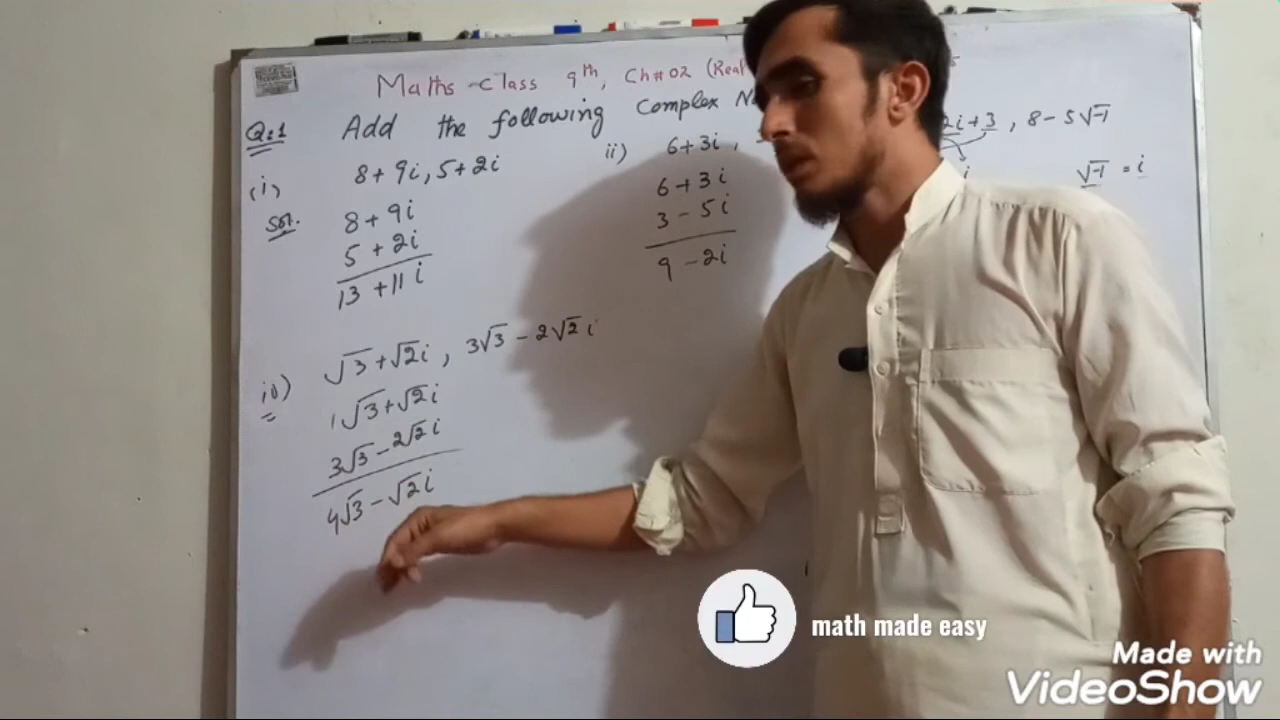 Maths class 9th, Ch#02 (Real
Q:1 Add the following Complex N
(i) 8+9i, 5+2i
Sol. 8+9i
5+2i
13+11i
ii) 6+3i,
6+3i
3-5i
9-2i
2i+3, 8-5√-1
i
√-1 = i
iv) √3+√2i, 3√3-2√2i
1√3+√2i
3√3-2√2i
4√3-√2i
math made easy
Made with
VideoShow